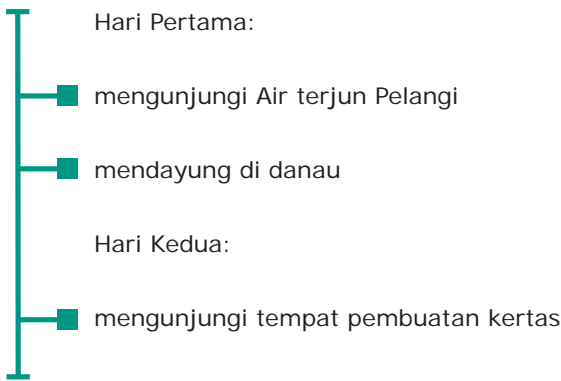 Hari Pertama:
mengunjungi Air terjun Pelangi
mendayung di danau
Hari Kedua:
mengunjungi tempat pembuatan kertas